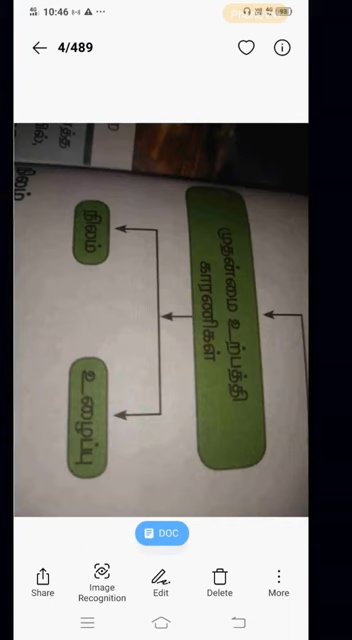 10:46
4/489
முதன்மை உற்பத்தி
காரணிகள்
நிலம்
உழைப்பு
DOC
Share
Image
Recognition
Edit
Delete
More